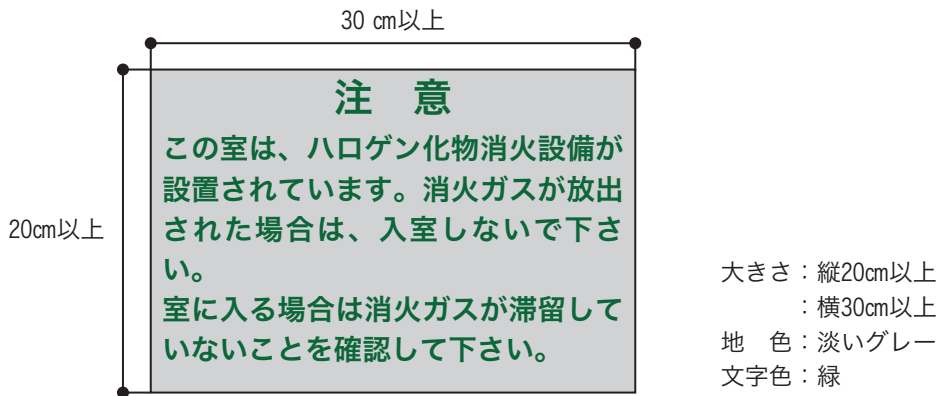 30 ㎝以上
20㎝以上
注　意
この室は、ハロゲン化物消火設備が
設置されています。消火ガスが放出
された場合は、入室しないで下さ
い。
室に入る場合は消火ガスが滞留して
いないことを確認して下さい。
大きさ：縦20㎝以上
：横30㎝以上
地　色：淡いグレー
文字色：緑